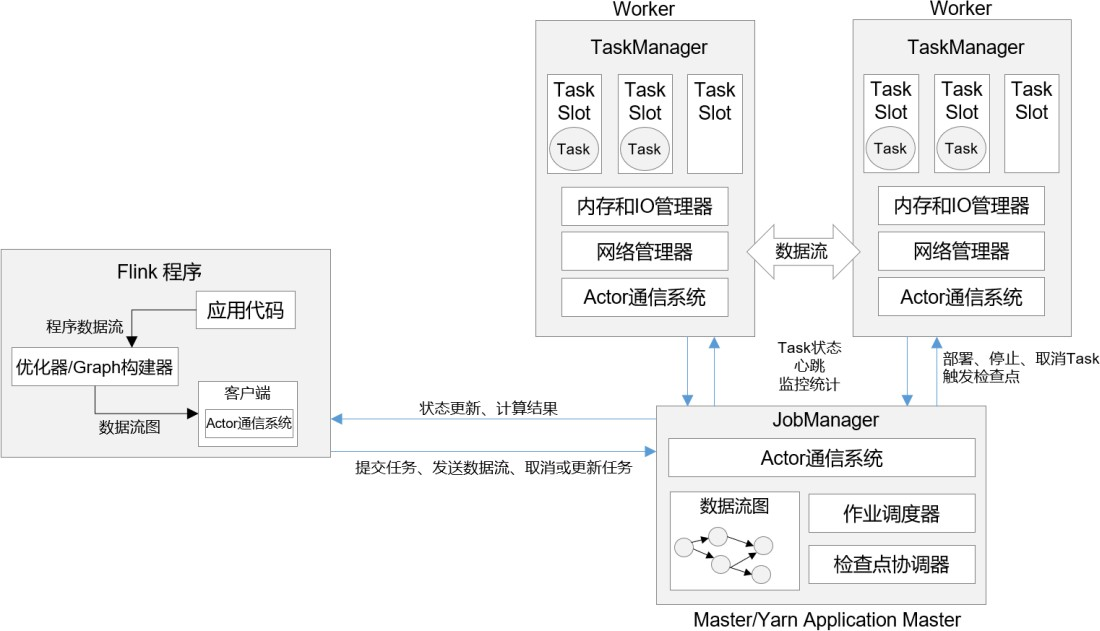 Worker
TaskManager
Task
Slot
Task
Task
Slot
Task
Task
Slot
内存和IO管理器
网络管理器
Actor通信系统
数据流
Worker
TaskManager
Task
Slot
Task
Task
Slot
Task
Task
Slot
内存和IO管理器
网络管理器
Actor通信系统
Flink 程序
应用代码
程序数据流
优化器/Graph构建器
客户端
Actor通信系统
数据流图
Task状态
心跳
监控统计
部署、停止、取消Task
触发检查点
状态更新、计算结果
提交任务、发送数据流、取消或更新任务
JobManager
Actor通信系统
数据流图
作业调度器
检查点协调器
Master/Yarn Application Master